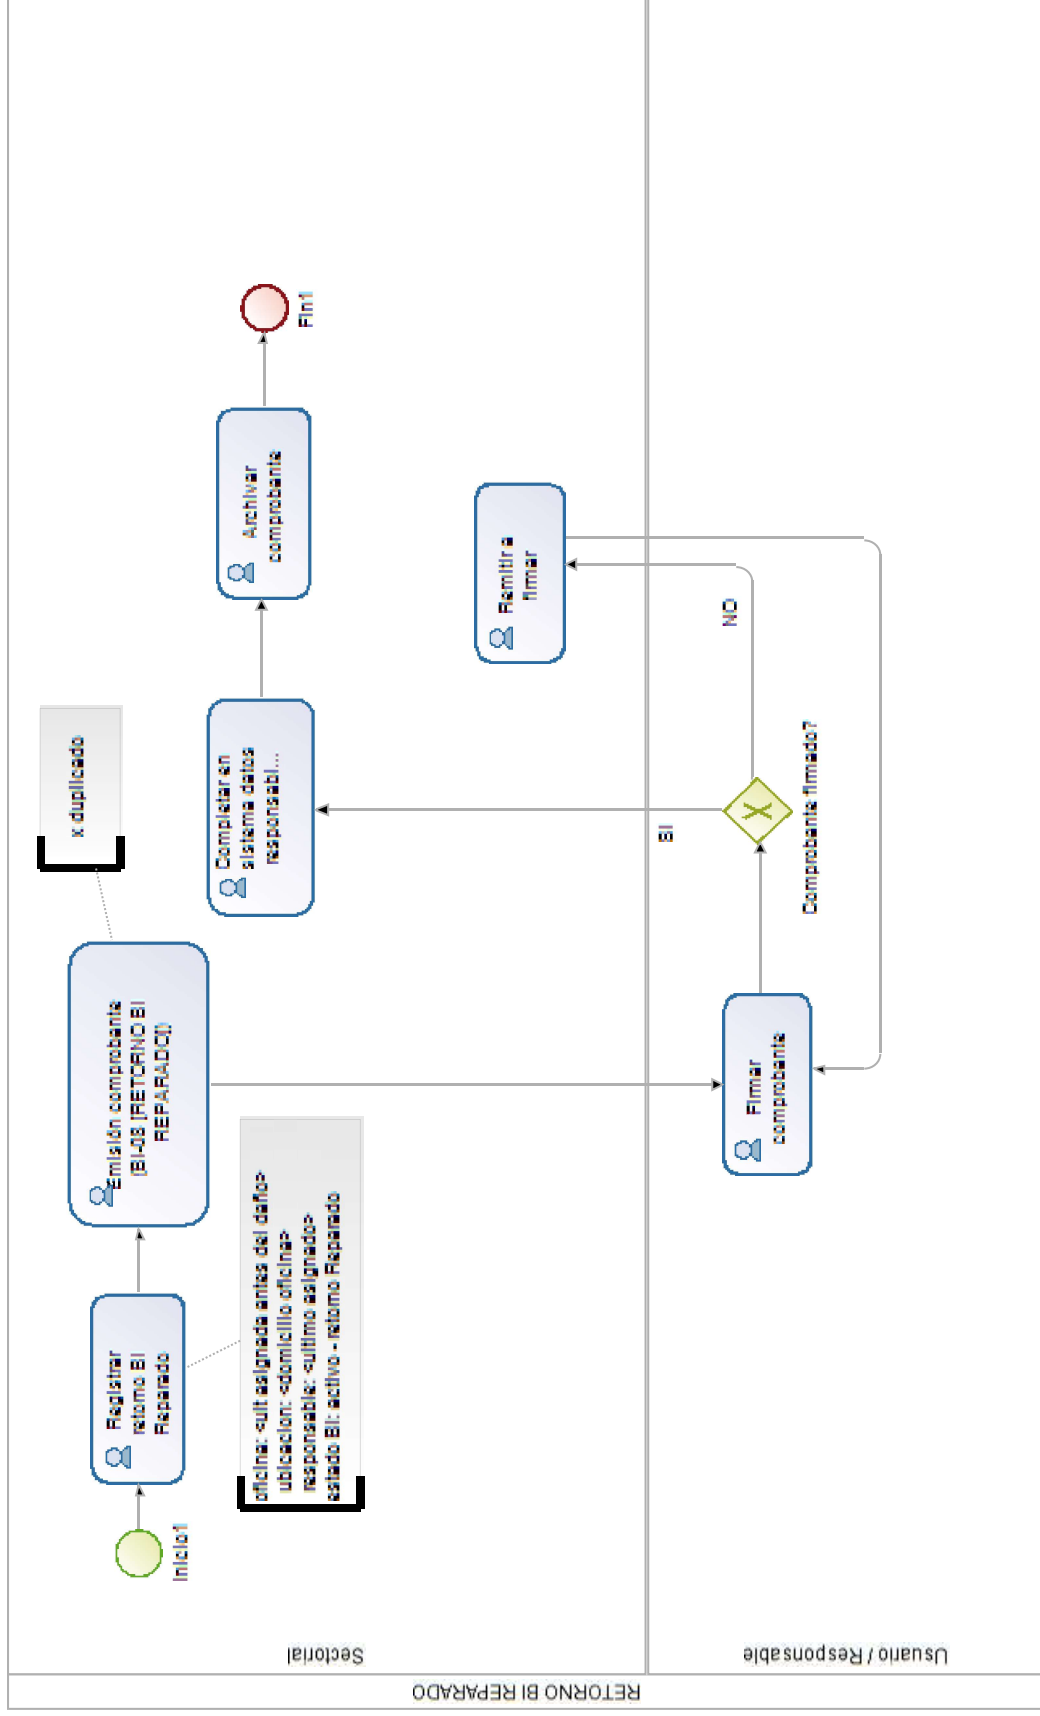 RETORNO BI REPARADO
Sectorial
Usuario / Responsable
Inicio1
Registrar
retorno BI
Reparado
oficina: <ult asignada antes del daño>
ubicacion: <domicilio oficina>
responsable: <ultimo asignado>
estado BI: activo - retorno Reparado
Emisión comprobante
(BI-08 [RETORNO BI
REPARADO])
x duplicado
Firmar
comprobante
Comprobante firmado?
SI
NO
Remitir a
firmar
Completar en
sistema datos
responsabl...
Archivar
comprobante
Fin1